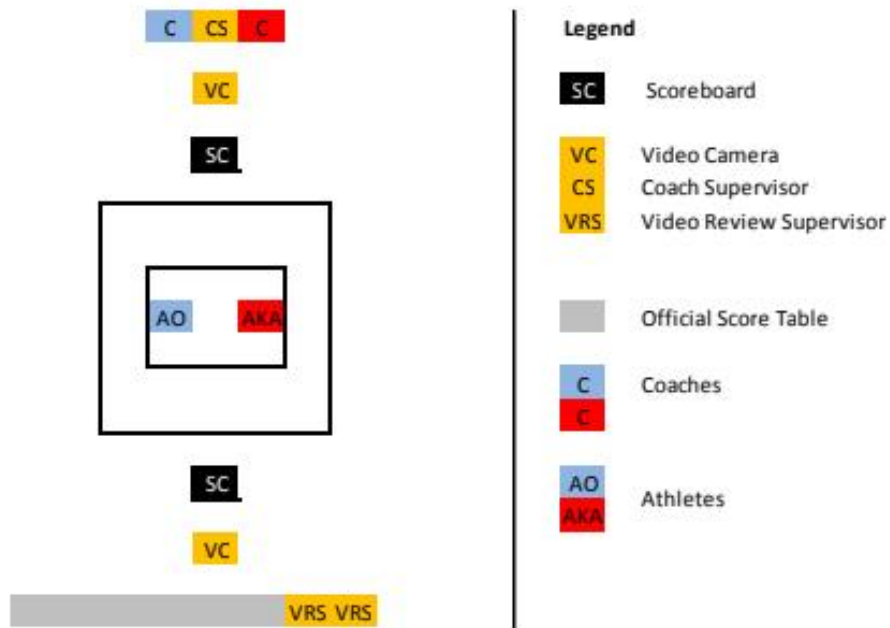 C CS C
VC
SC
AO AKA
SC
VC
VRS VRS
Legend
SC Scoreboard
VC Video Camera
CS Coach Supervisor
VRS Video Review Supervisor
Official Score Table
C Coaches
C
AO
Athletes
AKA